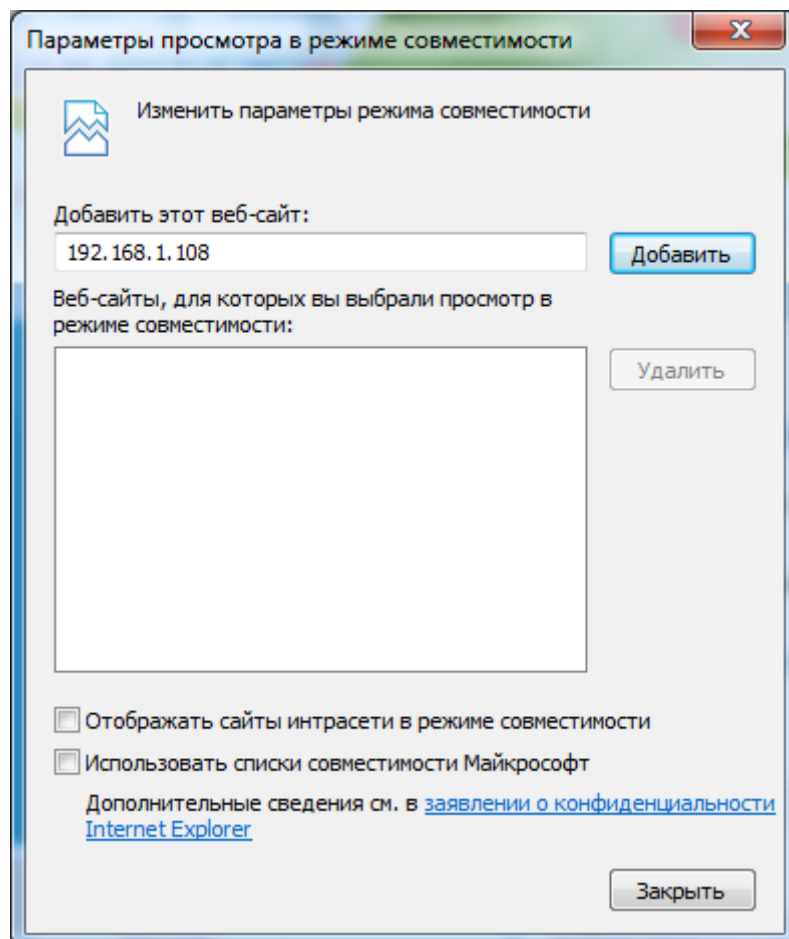 Параметры просмотра в режиме совместимости
Изменить параметры режима совместимости
Добавить этот веб-сайт:
192.168.1.108
Добавить
Веб-сайты, для которых вы выбрали просмотр в
режиме совместимости:
Удалить
Отображать сайты интрасети в режиме совместимости
Использовать списки совместимости Майкрософт
Дополнительные сведения см. в заявлении о конфиденциальности
Internet Explorer
Закрыть